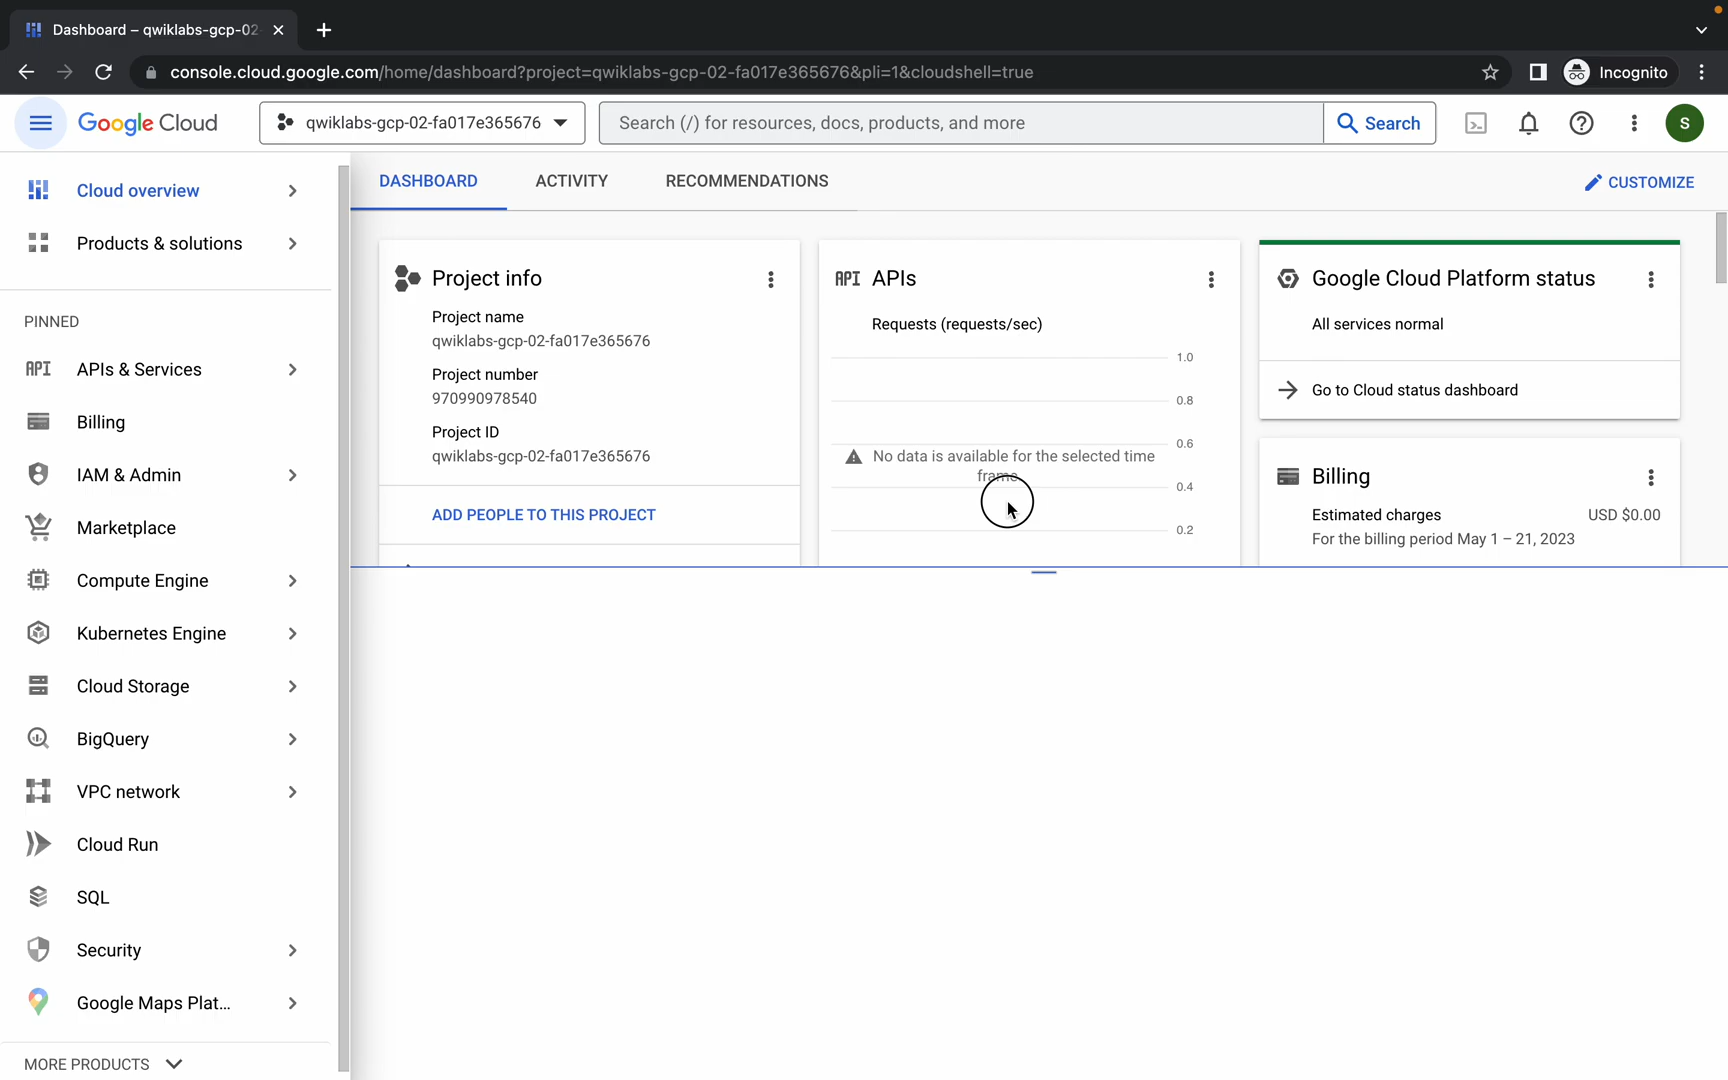 Dashboard – qwiklabs-gcp-02-
console.cloud.google.com/home/dashboard?project=qwiklabs-gcp-02-fa017e365676&pli=1&cloudshell=true
Incognito
Google Cloud
qwiklabs-gcp-02-fa017e365676
Search (/) for resources, docs, products, and more
Search
S
Cloud overview
Products & solutions
PINNED
API APIs & Services
Billing
IAM & Admin
Marketplace
Compute Engine
Kubernetes Engine
Cloud Storage
BigQuery
VPC network
Cloud Run
SQL
Security
Google Maps Plat...
MORE PRODUCTS
DASHBOARD
ACTIVITY
RECOMMENDATIONS
CUSTOMIZE
Project info
Project name
qwiklabs-gcp-02-fa017e365676
Project number
970990978540
Project ID
qwiklabs-gcp-02-fa017e365676
ADD PEOPLE TO THIS PROJECT
API APIs
Requests (requests/sec)
1.0
0.8
0.6
No data is available for the selected time
frame.
0.4
0.2
Google Cloud Platform status
All services normal
Go to Cloud status dashboard
Billing
Estimated charges
USD $0.00
For the billing period May 1 – 21, 2023